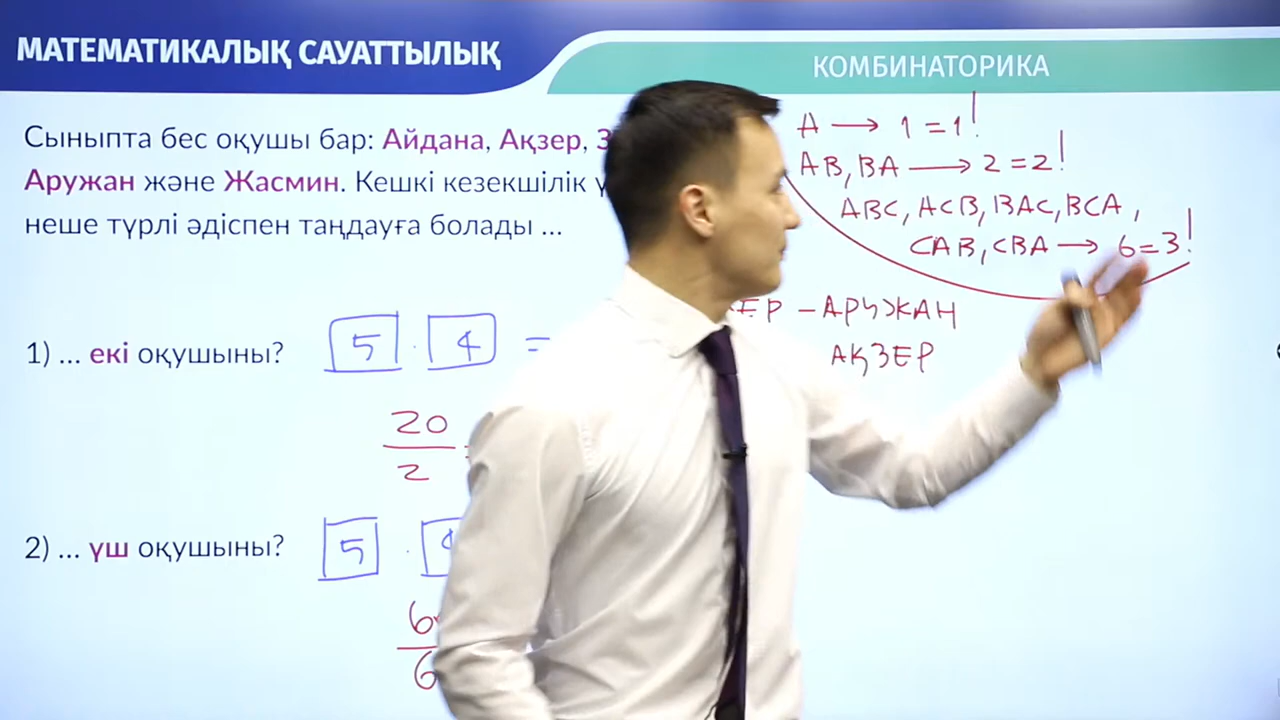 МАТЕМАТИКАЛЫҚ САУАТТЫЛЫҚ
КОМБИНАТОРИКА
Сыныпта бес оқушы бар: Айдана, Ақзер,
Аружан және Жасмин. Кешкі кезекшілік
неше түрлі әдіспен таңдауға болады ...
A → 1 = 1!
AB, BA → 2 = 2!
ABC, ACB, BAC, BCA,
CAB, CBA → 6 = 3!
– АРУЖАН
АҚЗЕР
1) ... екі оқушыны? 5 · 4 =
20
2
2) ... үш оқушыны? 5 ·
6